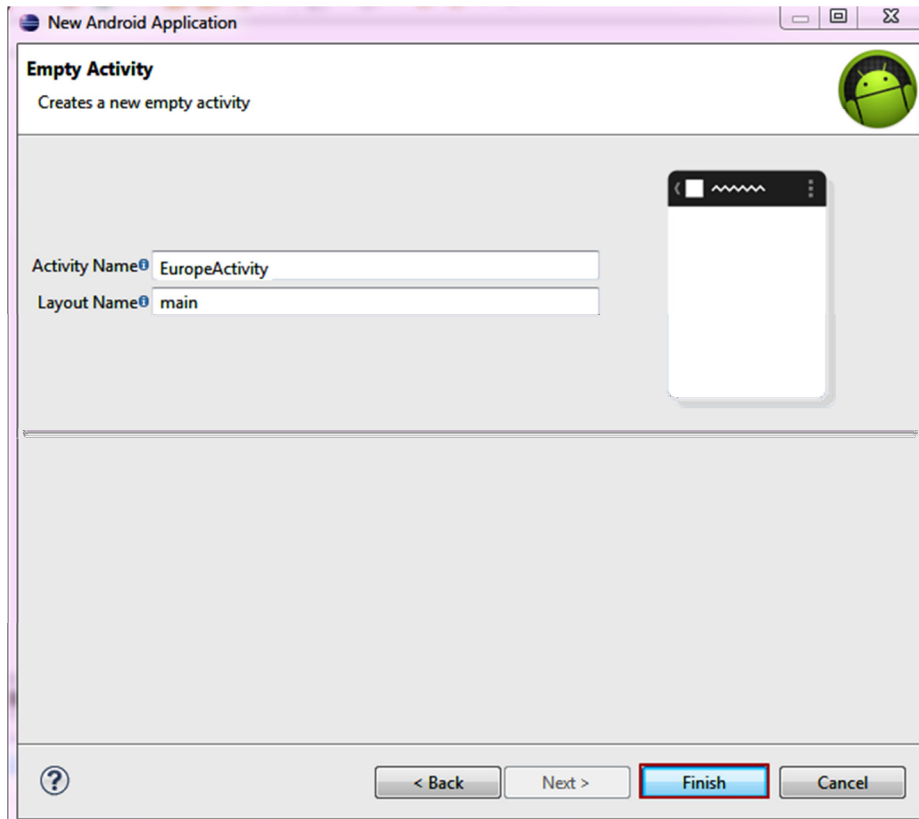 New Android Application
Empty Activity
Creates a new empty activity
Activity Name EuropeActivity
Layout Name main
?
< Back Next > Finish Cancel